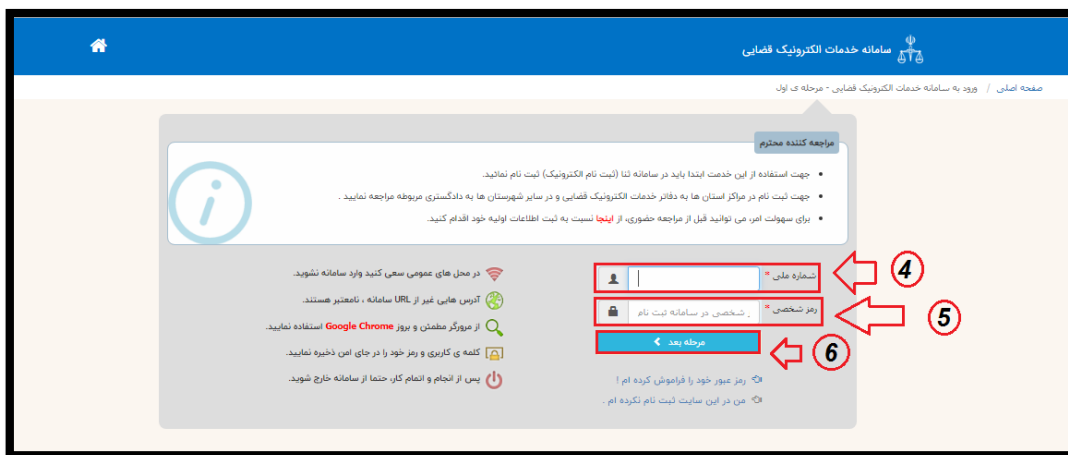 سامانه خدمات الکترونیک قضایی
صفحه اصلی / ورود به سامانه خدمات الکترونیک قضایی - مرحله ی اول
مراجعه کننده محترم
جهت استفاده از این خدمت ابتدا باید در سامانه ثنا (ثبت نام الکترونیک) ثبت نام نمائید.
جهت ثبت نام در مراکز استان ها به دفاتر خدمات الکترونیک قضایی و در سایر شهرستان ها به دادگستری مربوطه مراجعه نمایید .
برای سهولت امر، می توانید قبل از مراجعه حضوری، از اینجا نسبت به ثبت اطلاعات اولیه خود اقدام کنید.
شماره ملی *
4
رمز شخصی *
شخصی در سامانه ثبت نام
5
مرحله بعد
6
رمز عبور خود را فراموش کرده ام !
من در این سایت ثبت نام نکرده ام .
در محل های عمومی سعی کنید وارد سامانه نشوید.
آدرس هایی غیر از URL سامانه ، نامعتبر هستند.
از مرورگر مطمئن و بروز Google Chrome استفاده نمایید.
کلمه ی کاربری و رمز خود را در جای امن ذخیره نمایید.
پس از انجام و اتمام کار، حتما از سامانه خارج شوید.